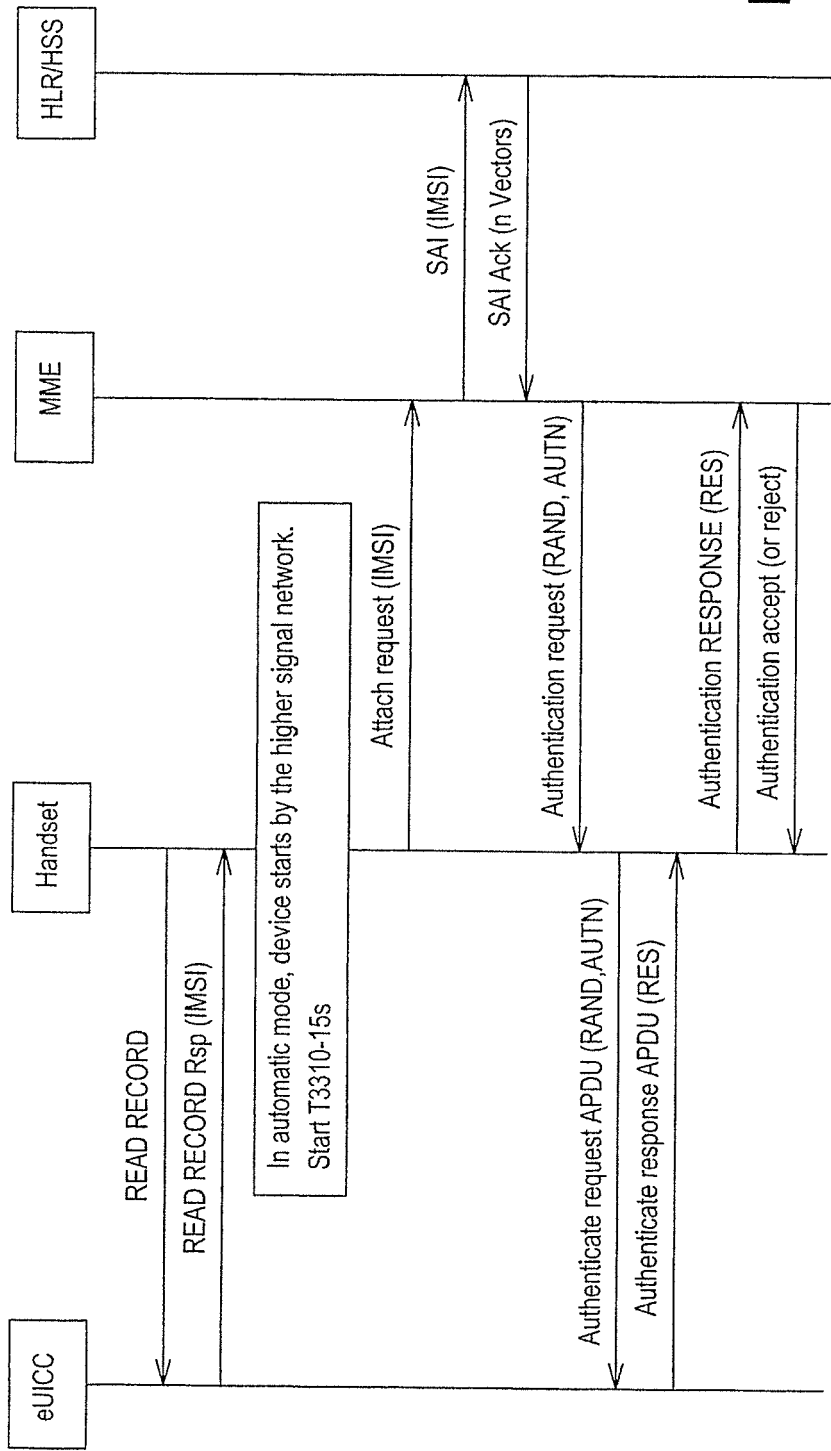 eUICC
Handset
MME
HLR/HSS
READ RECORD
READ RECORD Rsp (IMSI)
In automatic mode, device starts by the higher signal network.
Start T3310-15s
Attach request (IMSI)
SAI (IMSI)
SAI Ack (n Vectors)
Authentication request (RAND, AUTN)
Authenticate request APDU (RAND,AUTN)
Authenticate response APDU (RES)
Authentication RESPONSE (RES)
Authentication accept (or reject)